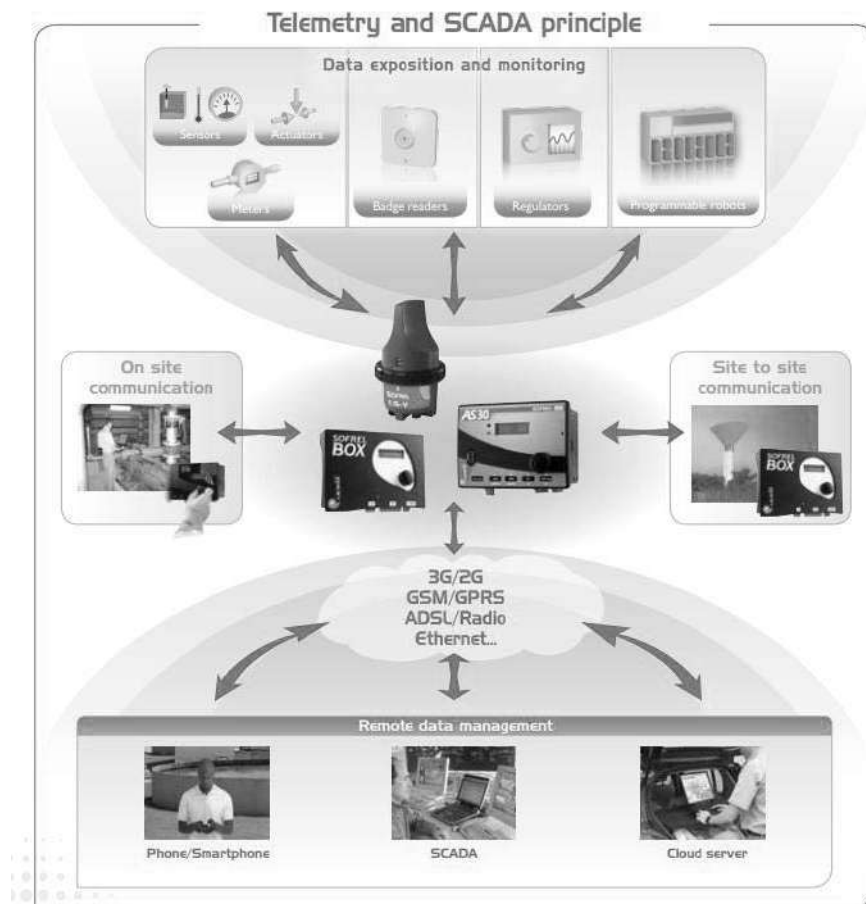 Telemetry and SCADA principle
Data exposition and monitoring
Sensors
Actuators
Meters
Badge readers
Regulators
Programmable robots
On site
communication
Site to site
communication
SOFREL
BOX
AS30
SOFREL
SOFREL
BOX
3G/2G
GSM/GPRS
ADSL/Radio
Ethernet...
Remote data management
Phone/Smartphone
SCADA
Cloud server